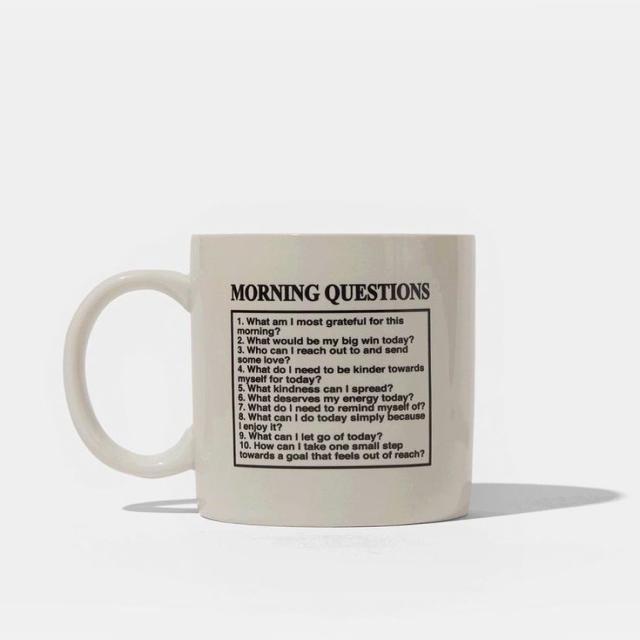 MORNING QUESTIONS
1. What am I most grateful for this
morning?
2. What would be my big win today?
3. Who can I reach out to and send
some love?
4. What do I need to be kinder towards
myself for today?
5. What kindness can I spread?
6. What deserves my energy today?
7. What do I need to remind myself of?
8. What can I do today simply because
I enjoy it?
9. What can I let go of today?
10. How can I take one small step
towards a goal that feels out of reach?